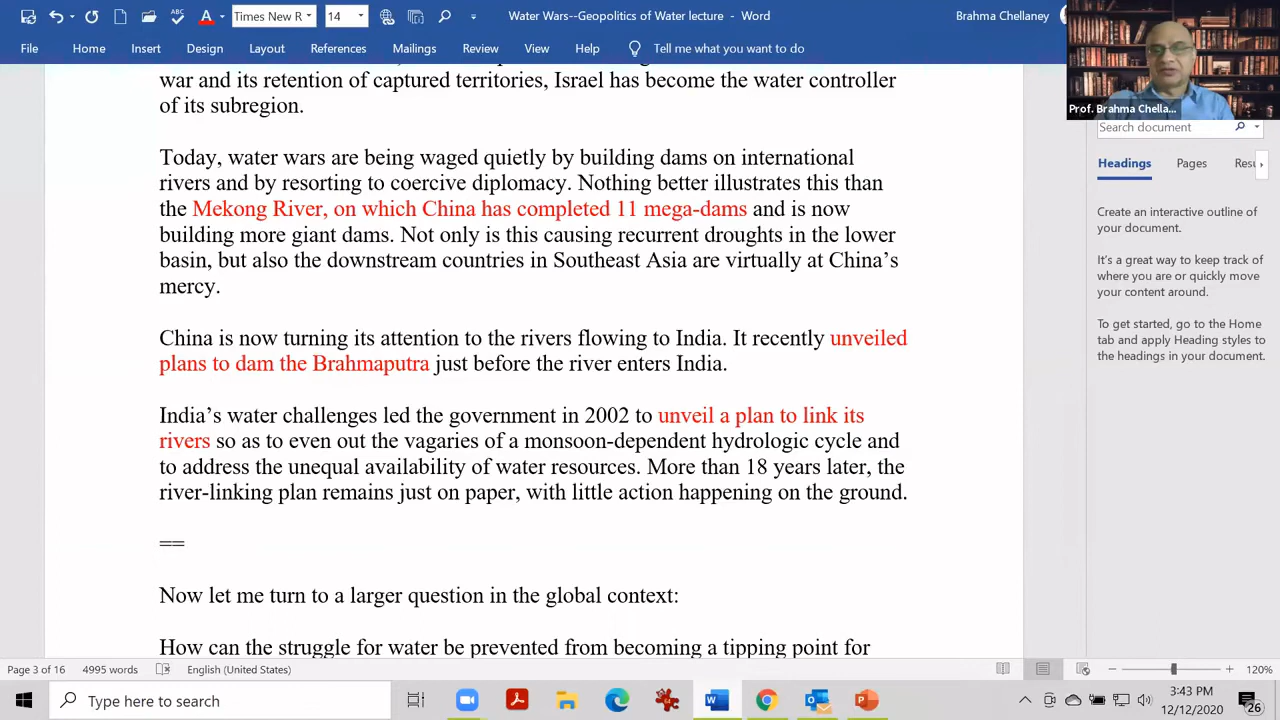 Times New R
14
Water Wars--Geopolitics of Water lecture - Word
Brahma Chellaney
File Home Insert Design Layout References Mailings Review View Help Tell me what you want to do
war and its retention of captured territories, Israel has become the water controller
of its subregion.
Today, water wars are being waged quietly by building dams on international
rivers and by resorting to coercive diplomacy. Nothing better illustrates this than
the Mekong River, on which China has completed 11 mega-dams and is now
building more giant dams. Not only is this causing recurrent droughts in the lower
basin, but also the downstream countries in Southeast Asia are virtually at China’s
mercy.
China is now turning its attention to the rivers flowing to India. It recently unveiled
plans to dam the Brahmaputra just before the river enters India.
India’s water challenges led the government in 2002 to unveil a plan to link its
rivers so as to even out the vagaries of a monsoon-dependent hydrologic cycle and
to address the unequal availability of water resources. More than 18 years later, the
river-linking plan remains just on paper, with little action happening on the ground.
==
Now let me turn to a larger question in the global context:
How can the struggle for water be prevented from becoming a tipping point for
Prof. Brahma Chella...
Search document
Headings Pages Resu
Create an interactive outline of
your document.
It’s a great way to keep track of
where you are or quickly move
your content around.
To get started, go to the Home
tab and apply Heading styles to
the headings in your document.
Page 3 of 16 4995 words English (United States)
120%
Type here to search
3:43 PM
12/12/2020
26